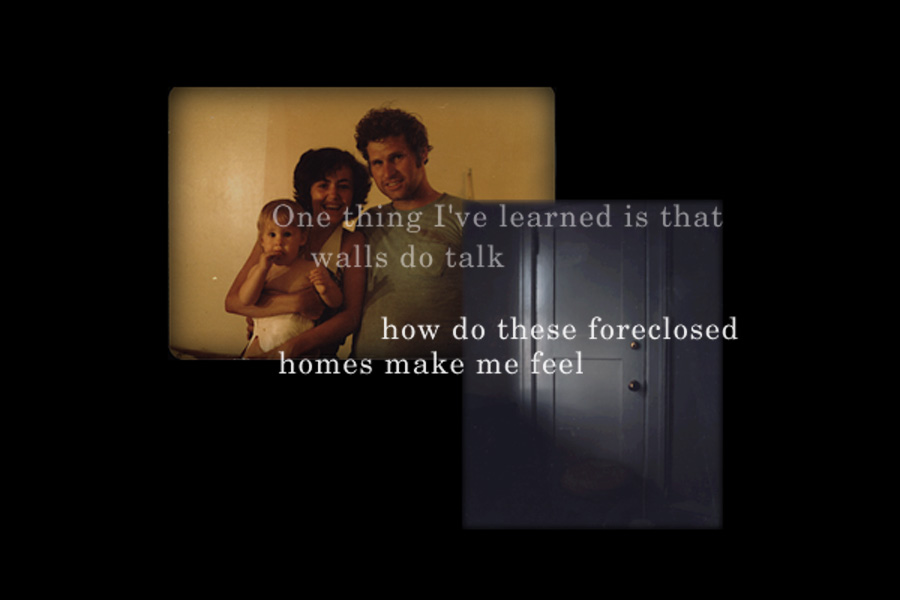 One thing I've learned is that
walls do talk
how do these foreclosed
homes make me feel